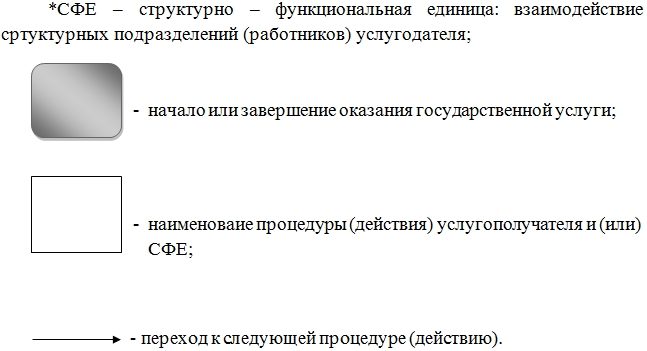 *СФЕ – структурно – функциональная единица: взаимодействие
сртуктурных подразделений (работников) услугодателя;
- начало или завершение оказания государственной услуги;
- наименоваие процедуры (действия) услугополучателя и (или)
СФЕ;
- переход к следующей процедуре (действию).